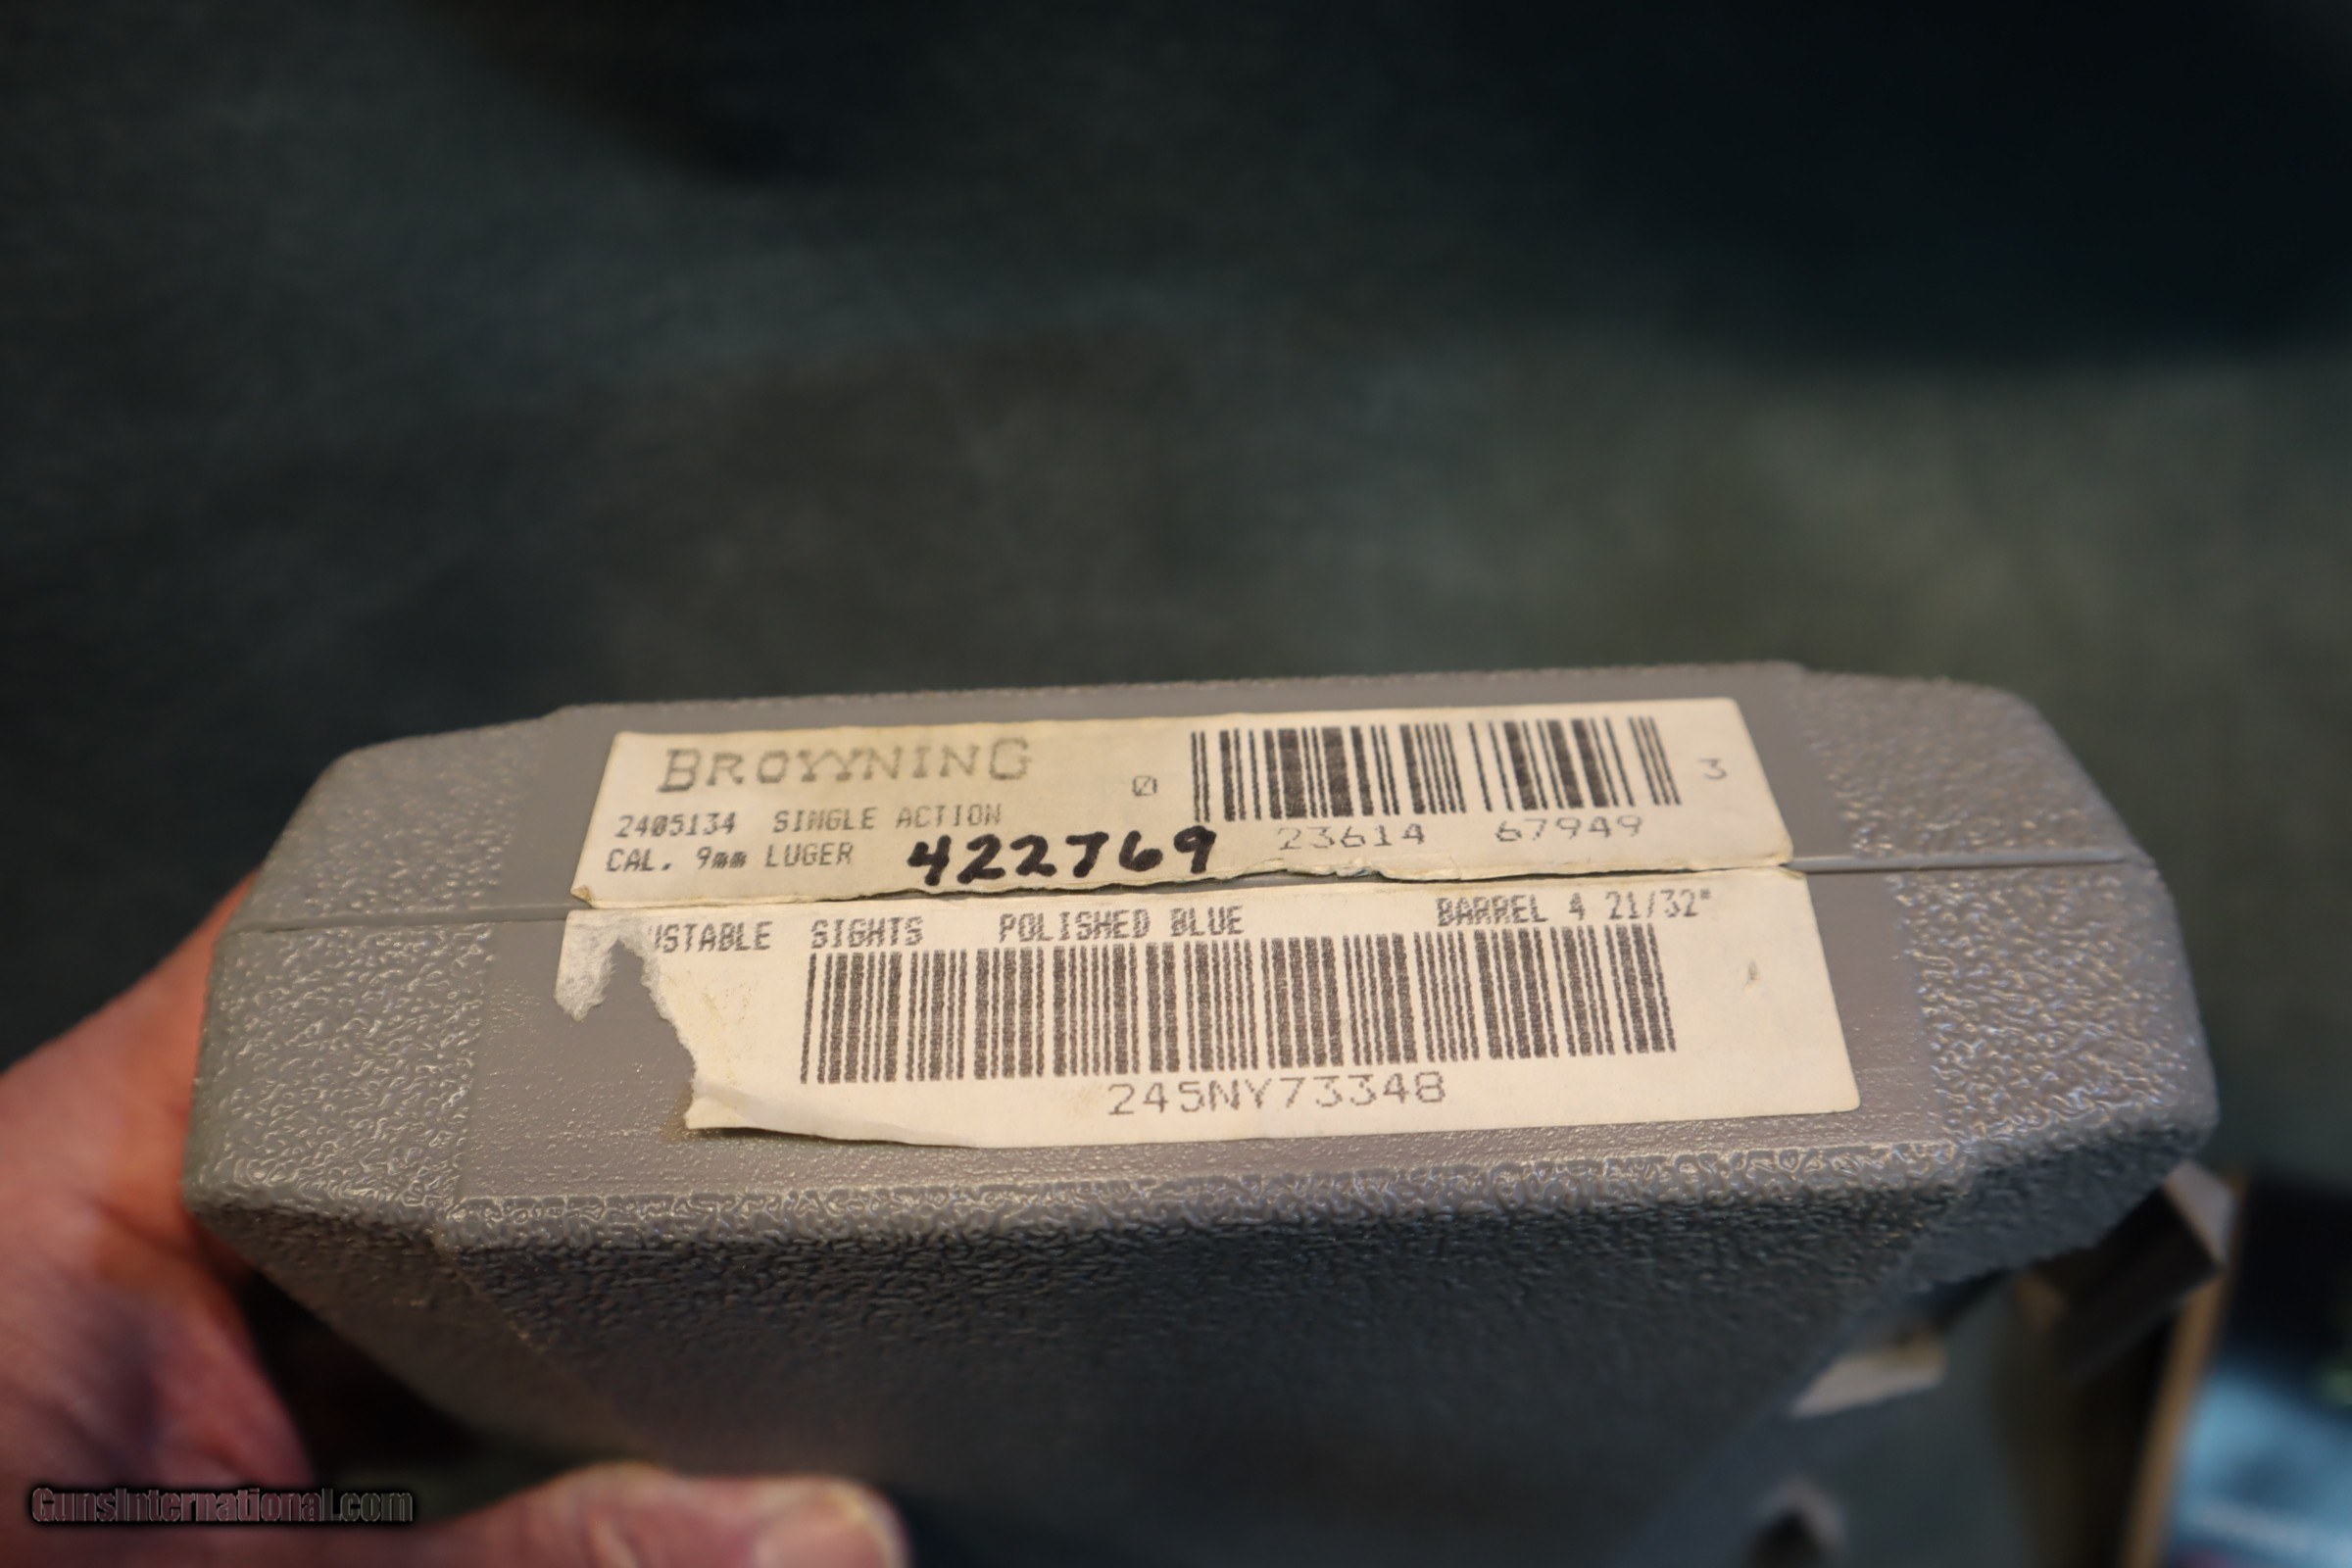 BROWNING
2405134 SINGLE ACTION
CAL. 9mm LUGER
422769
0 23614 67949 3
USTABLE SIGHTS POLISHED BLUE BARREL 4 21/32"
245NY73348
GunsInternational.com